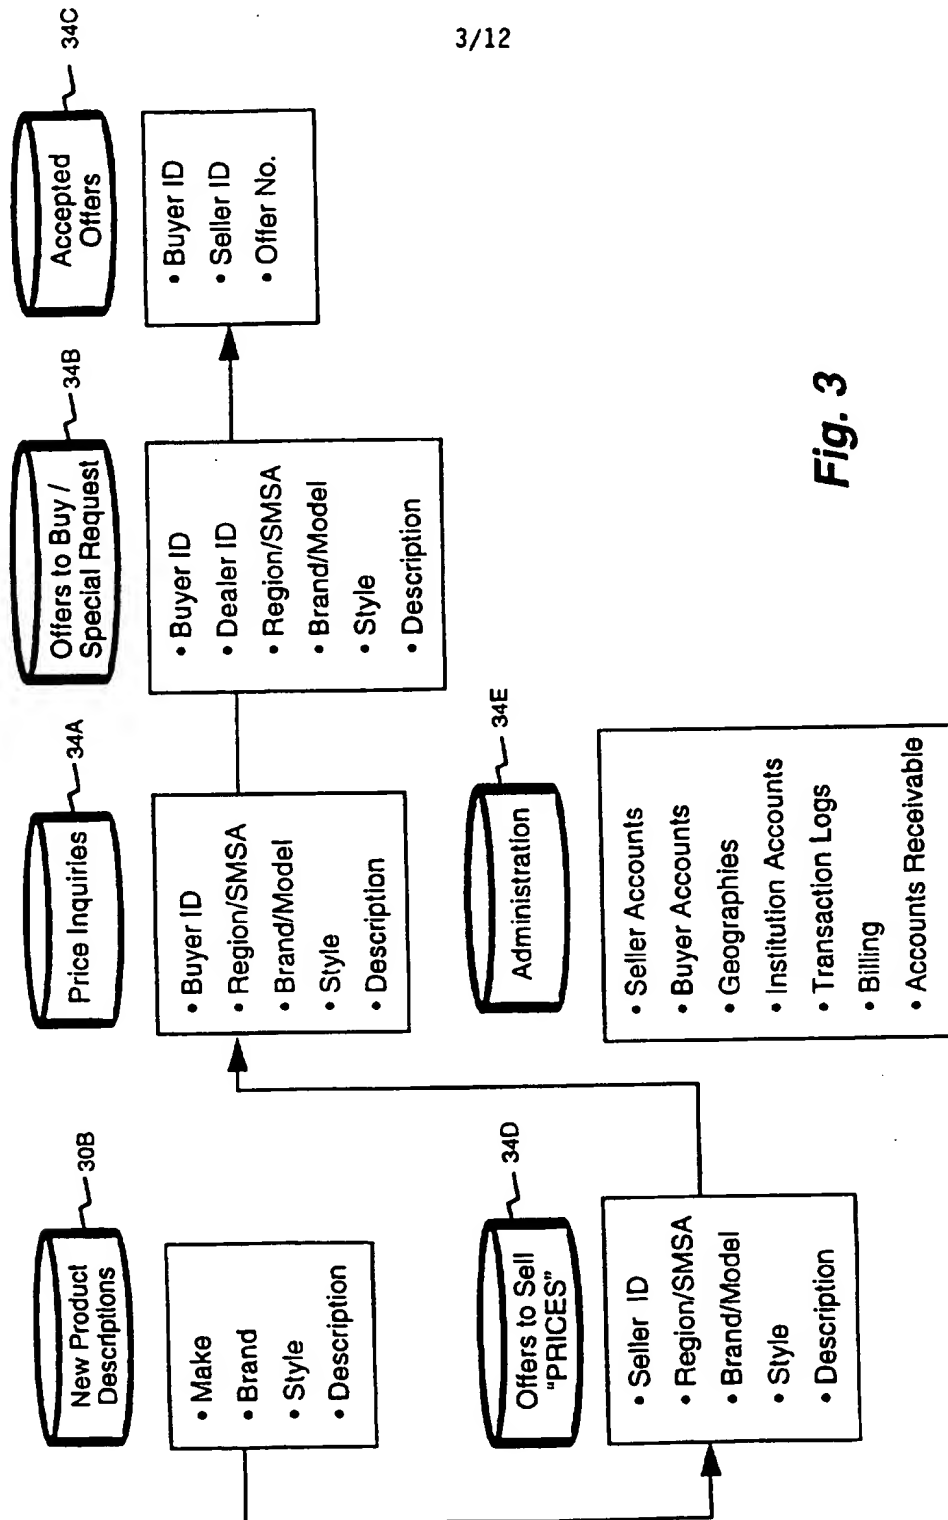 3/12
New Product
Descriptions
30B
• Make
• Brand
• Style
• Description
Offers to Sell
"PRICES"
34D
• Seller ID
• Region/SMSA
• Brand/Model
• Style
• Description
Price Inquiries
34A
• Buyer ID
• Region/SMSA
• Brand/Model
• Style
• Description
Administration
34E
• Seller Accounts
• Buyer Accounts
• Geographies
• Institution Accounts
• Transaction Logs
• Billing
• Accounts Receivable
Offers to Buy /
Special Request
34B
• Buyer ID
• Dealer ID
• Region/SMSA
• Brand/Model
• Style
• Description
Accepted
Offers
34C
• Buyer ID
• Seller ID
• Offer No.
Fig. 3